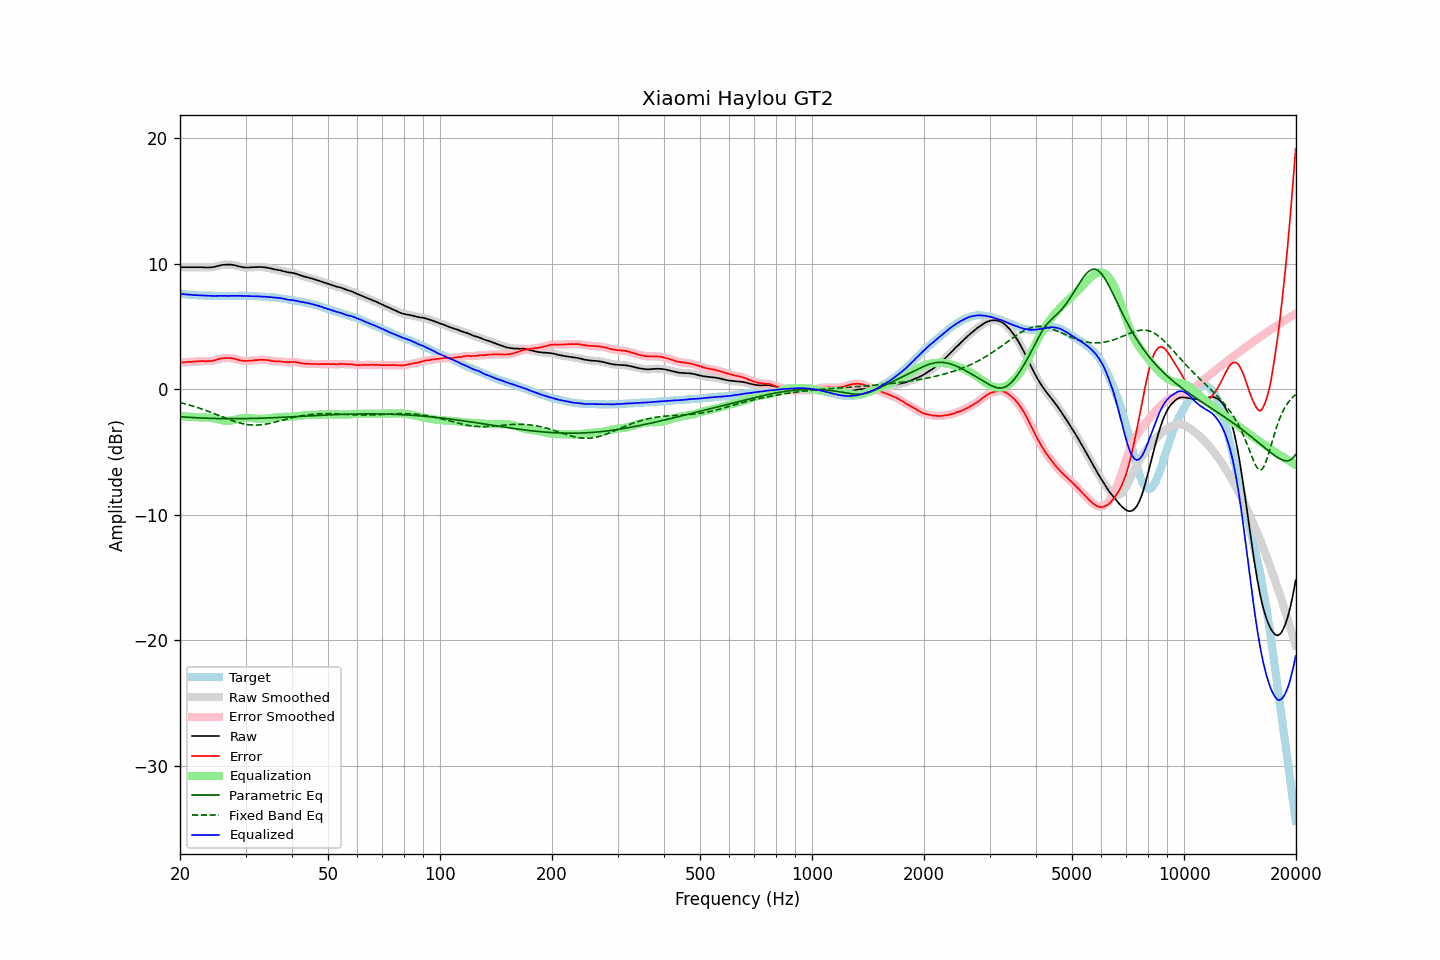 Xiaomi Haylou GT2
Amplitude (dBr)
20
10
0
−10
−20
−30
Target
Raw Smoothed
Error Smoothed
Raw
Error
Equalization
Parametric Eq
Fixed Band Eq
Equalized
20 50 100 200 500 1000 2000 5000 10000 20000
Frequency (Hz)